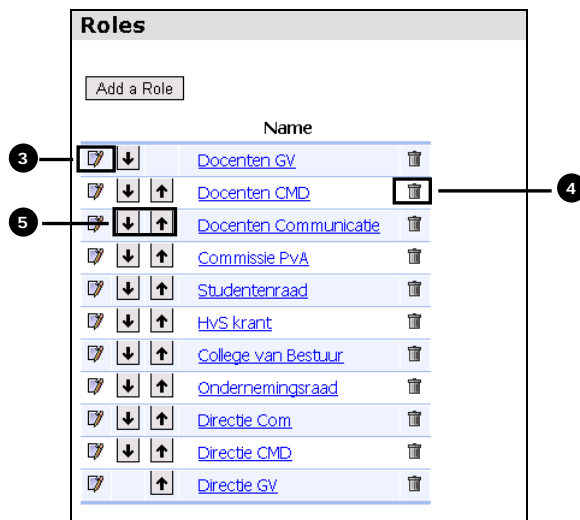 Roles
Add a Role
Name
3
Docenten GV
Docenten CMD
4
5
Docenten Communicatie
Commissie PvA
Studentenraad
HvS krant
College van Bestuur
Ondernemingsraad
Directie Com
Directie CMD
Directie GV